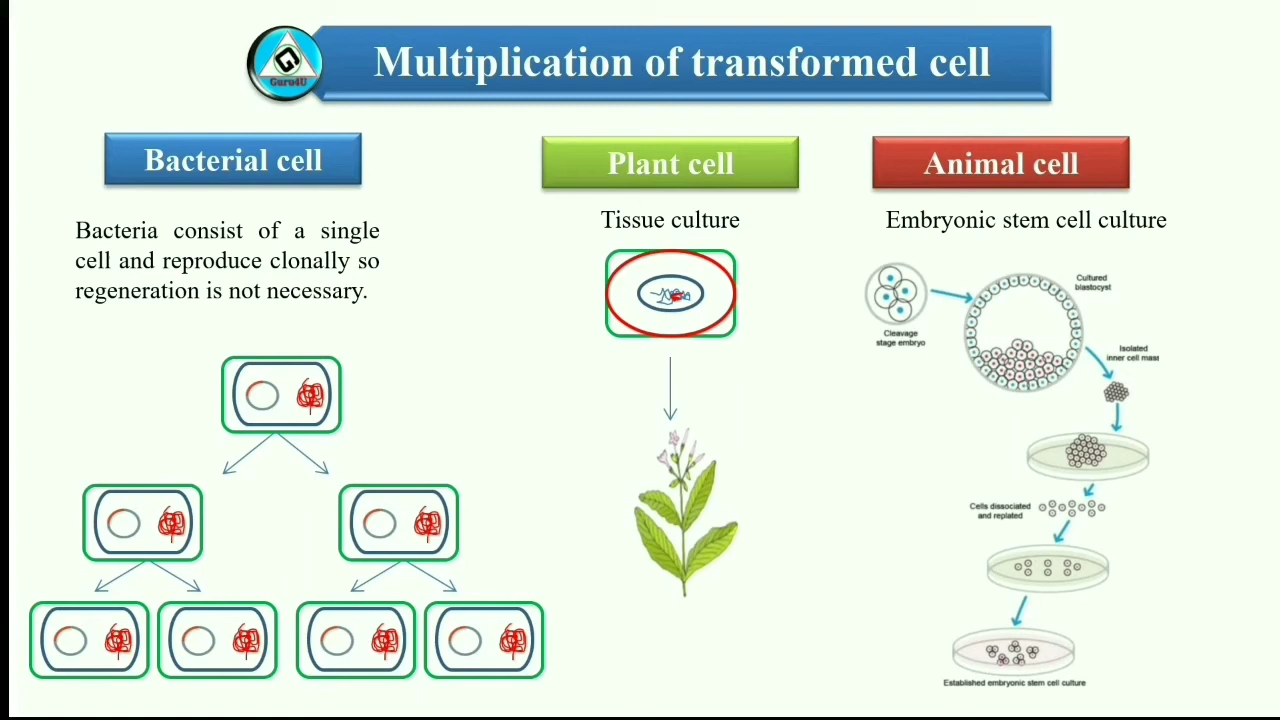 Guru4U
Multiplication of transformed cell
Bacterial cell
Bacteria consist of a single
cell and reproduce clonally so
regeneration is not necessary.
Plant cell
Tissue culture
Animal cell
Embryonic stem cell culture
Cleavage
stage embryo
Cultured
blastocyst
Isolated
inner cell mass
Cells dissociated
and replated
Established embryonic stem cell culture